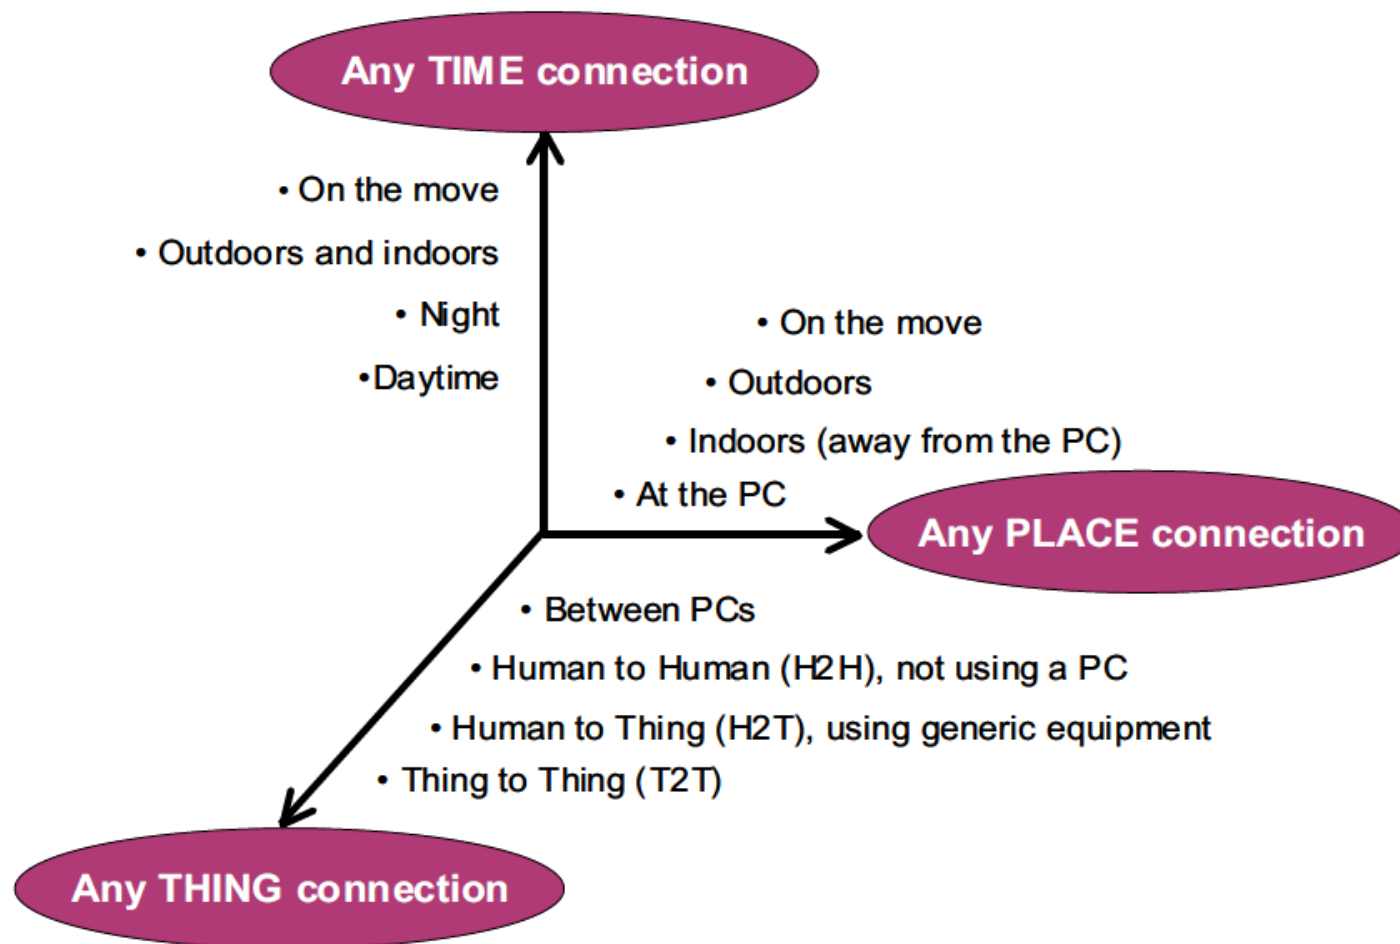 Any TIME connection
• On the move
• Outdoors and indoors
• Night
•Daytime
• On the move
• Outdoors
• Indoors (away from the PC)
• At the PC
Any PLACE connection
• Between PCs
• Human to Human (H2H), not using a PC
• Human to Thing (H2T), using generic equipment
• Thing to Thing (T2T)
Any THING connection